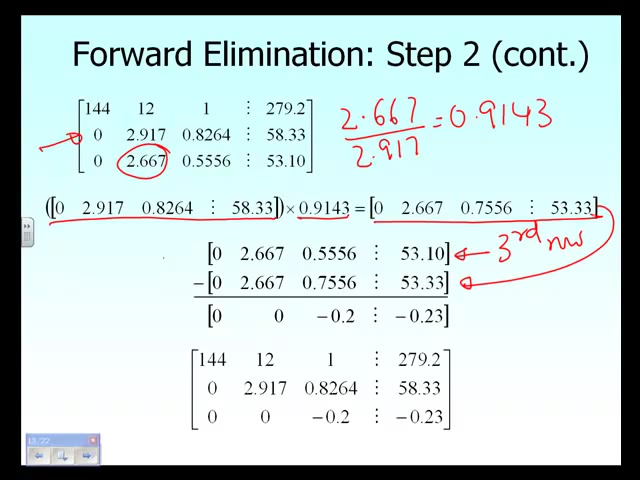 Forward Elimination: Step 2 (cont.)
[144 12 1 ⋮ 279.2]
[0 2.917 0.8264 ⋮ 58.33]
[0 2.667 0.5556 ⋮ 53.10]
2.667/2.917 = 0.9143
([0 2.917 0.8264 ⋮ 58.33]) × 0.9143 = [0 2.667 0.7556 ⋮ 53.33]
[0 2.667 0.5556 ⋮ 53.10] 3rd row
− [0 2.667 0.7556 ⋮ 53.33]
[0 0 −0.2 ⋮ −0.23]
[144 12 1 ⋮ 279.2]
[0 2.917 0.8264 ⋮ 58.33]
[0 0 −0.2 ⋮ −0.23]
13/22